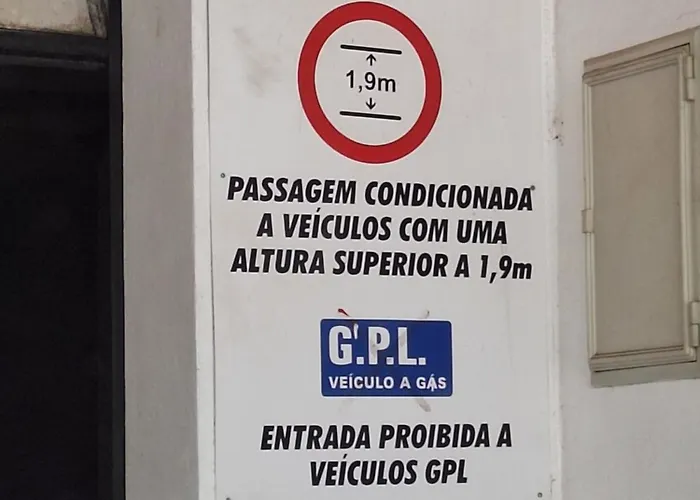 1,9m
PASSAGEM CONDICIONADA
A VEÍCULOS COM UMA
ALTURA SUPERIOR A 1,9m
G.P.L.
VEÍCULO A GÁS
ENTRADA PROIBIDA A
VEÍCULOS GPL